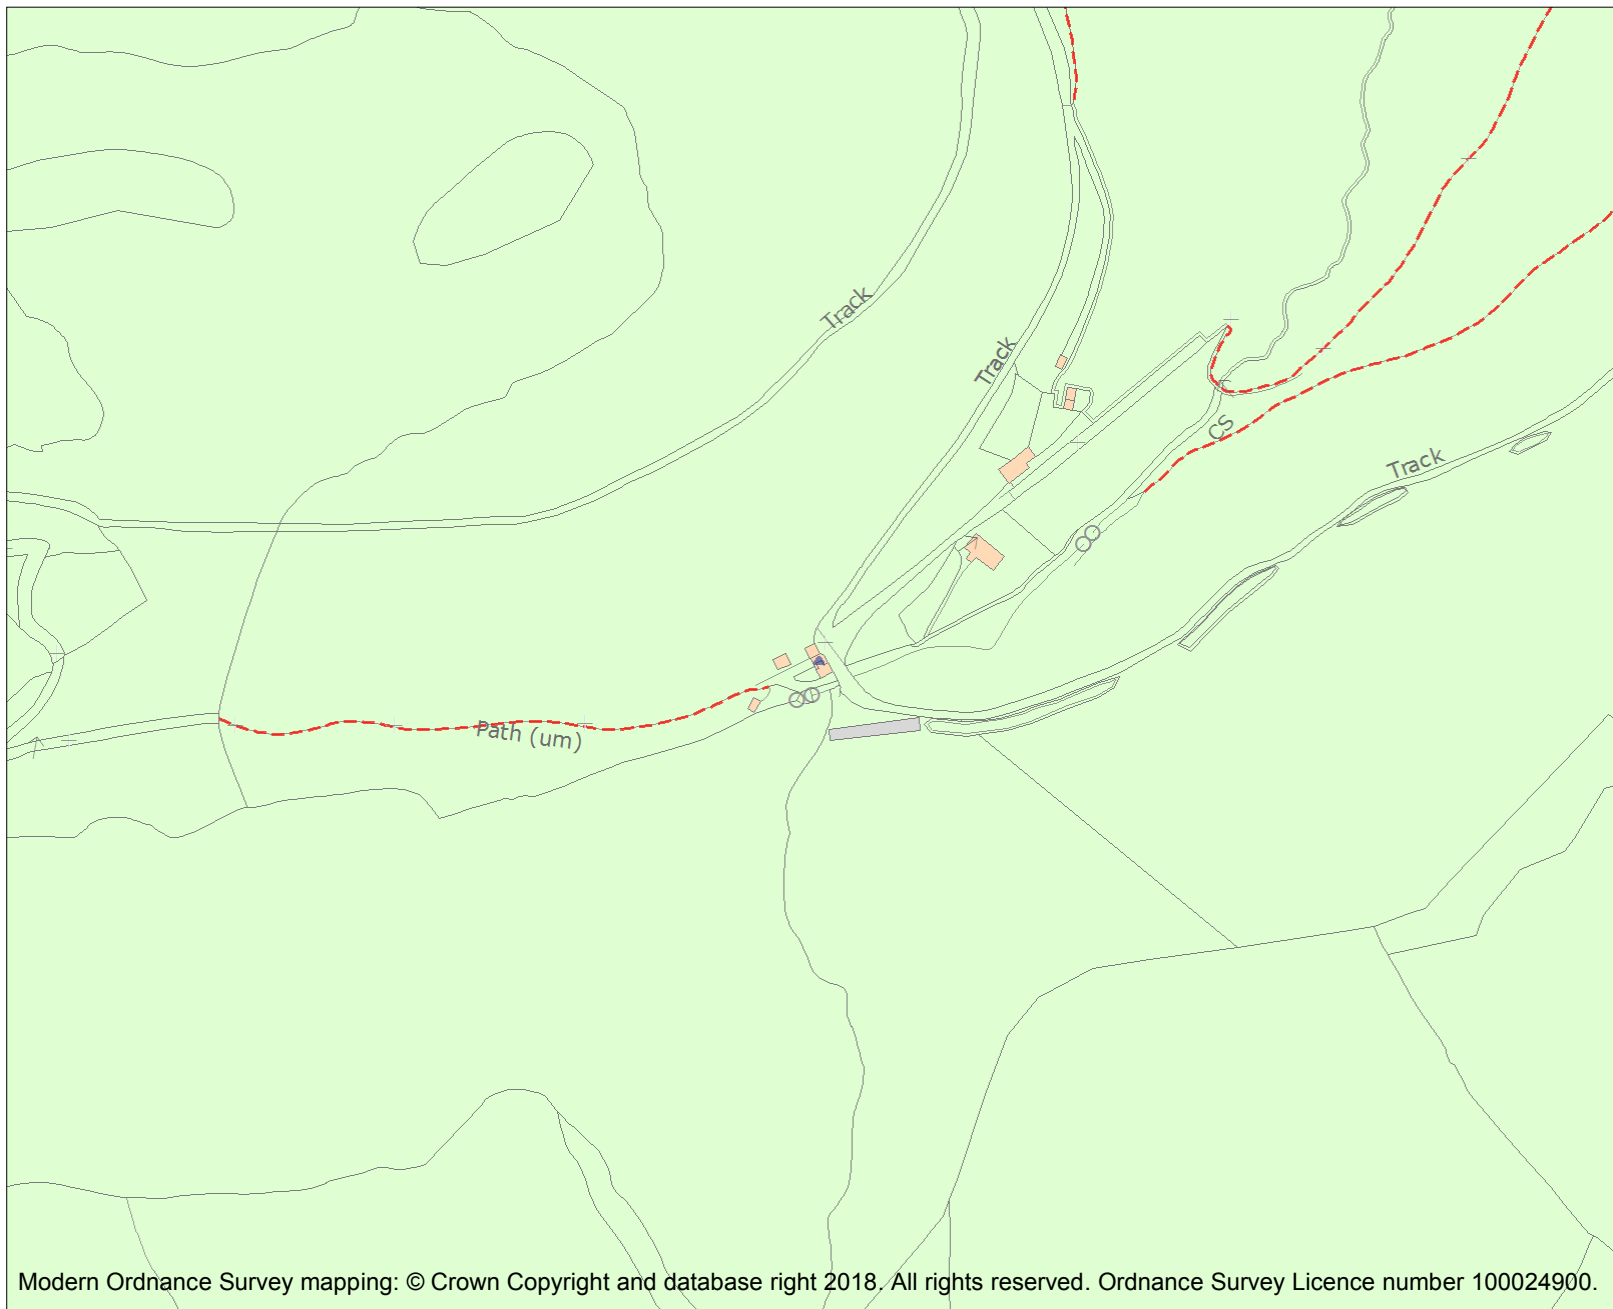 Track
Track
CS
Track
Path (um)
Modern Ordnance Survey mapping: © Crown Copyright and database right 2018. All rights reserved. Ordnance Survey Licence number 100024900.